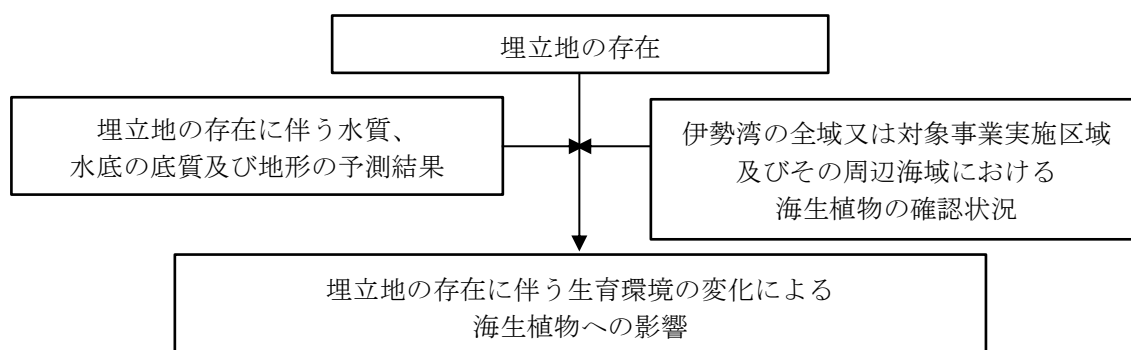 埋立地の存在
埋立地の存在に伴う水質、
水底の底質及び地形の予測結果
伊勢湾の全域又は対象事業実施区域
及びその周辺海域における
海生植物の確認状況
埋立地の存在に伴う生育環境の変化による
海生植物への影響